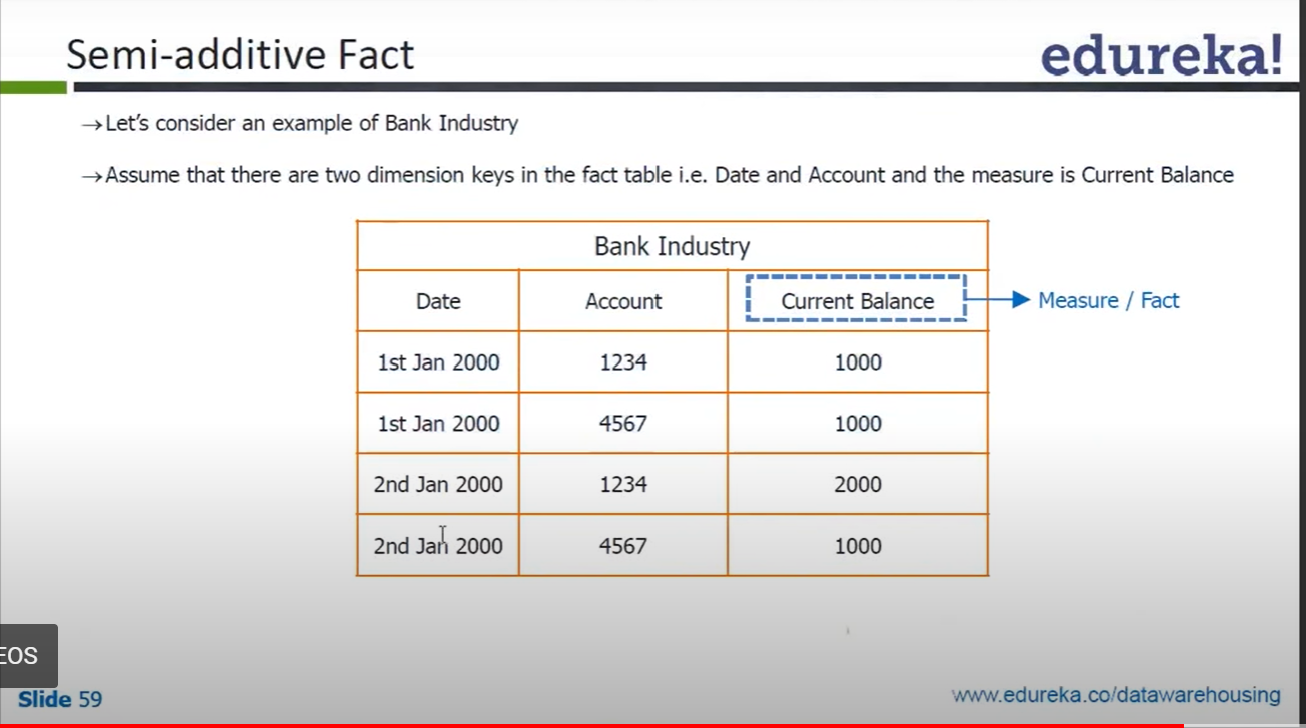 Semi-additive Fact
edureka!
→Let's consider an example of Bank Industry
→Assume that there are two dimension keys in the fact table i.e. Date and Account and the measure is Current Balance
Bank Industry
Date Account Current Balance
Measure / Fact
1st Jan 2000 1234 1000
1st Jan 2000 4567 1000
2nd Jan 2000 1234 2000
2nd Jan 2000 4567 1000
EOS
Slide 59
www.edureka.co/datawarehousing